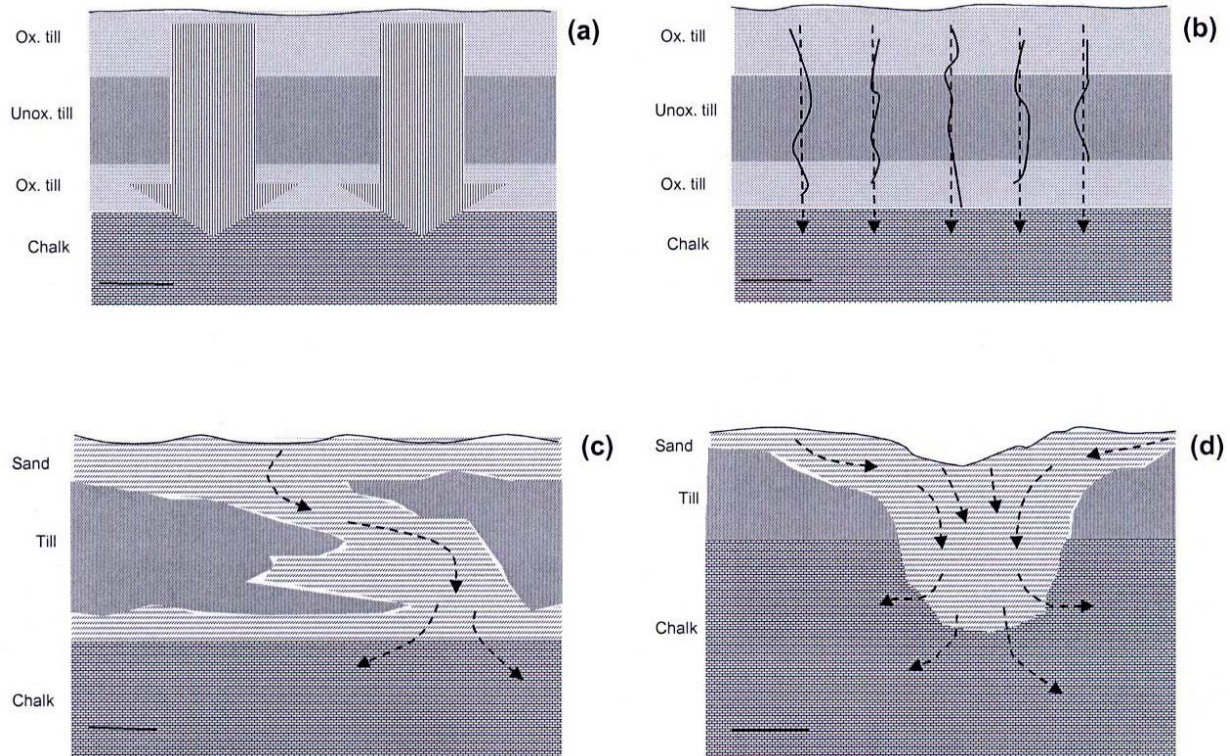 Ox. till
(a)
Unox. till
Ox. till
Chalk
Ox. till
(b)
Unox. till
Ox. till
Chalk
Sand
(c)
Till
Chalk
Sand
(d)
Till
Chalk